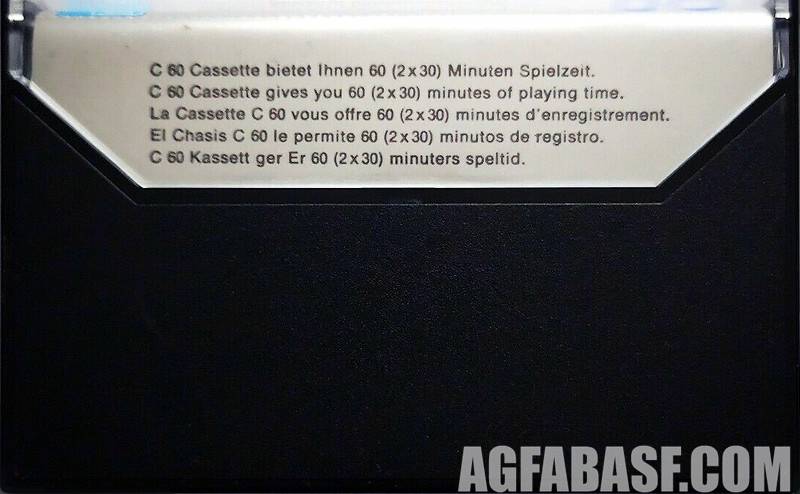 C 60 Cassette bietet Ihnen 60 (2x30) Minuten Spielzeit.
C 60 Cassette gives you 60 (2x30) minutes of playing time.
La Cassette C 60 vous offre 60 (2x30) minutes d'enregistrement.
El Chasis C 60 le permite 60 (2x30) minutos de registro.
C 60 Kassett ger Er 60 (2x30) minuters speltid.
AGFABASF.COM